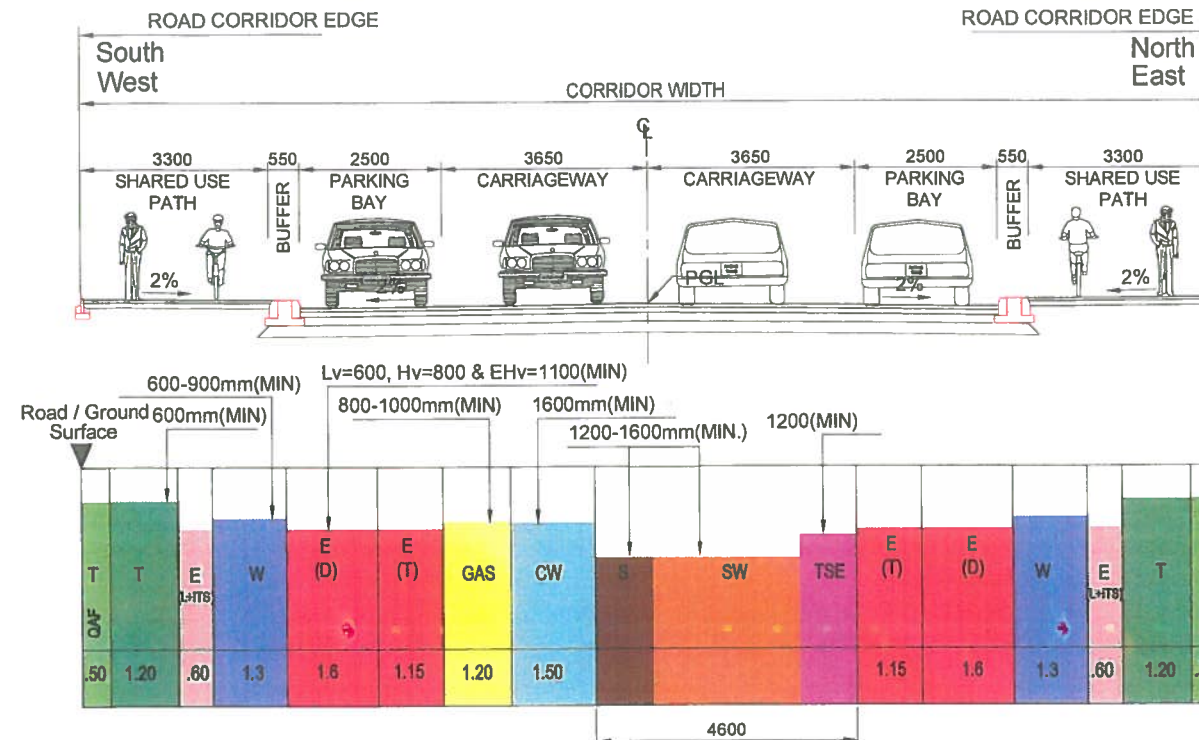 ROAD CORRIDOR EDGE
ROAD CORRIDOR EDGE
South
West
North
East
CORRIDOR WIDTH
℄
3300 550 2500 3650 3650 2500 550 3300
SHARED USE
PATH
BUFFER
PARKING
BAY
CARRIAGEWAY
CARRIAGEWAY
PARKING
BAY
BUFFER
SHARED USE
PATH
2% 2% PGL 2% 2%
Lv=600, Hv=800 & EHv=1100(MIN)
600-900mm(MIN)
800-1000mm(MIN)
1600mm(MIN)
Road / Ground
Surface
600mm(MIN)
1200-1600mm(MIN.)
1200(MIN)
T
QAF
T
E
(L+ITS)
W
E
(D)
E
(T)
GAS
CW
S
SW
TSE
E
(T)
E
(D)
W
E
(L+ITS)
T
.50 1.20 .60 1.3 1.6 1.15 1.20 1.50 1.15 1.6 1.3 .60 1.20
4600